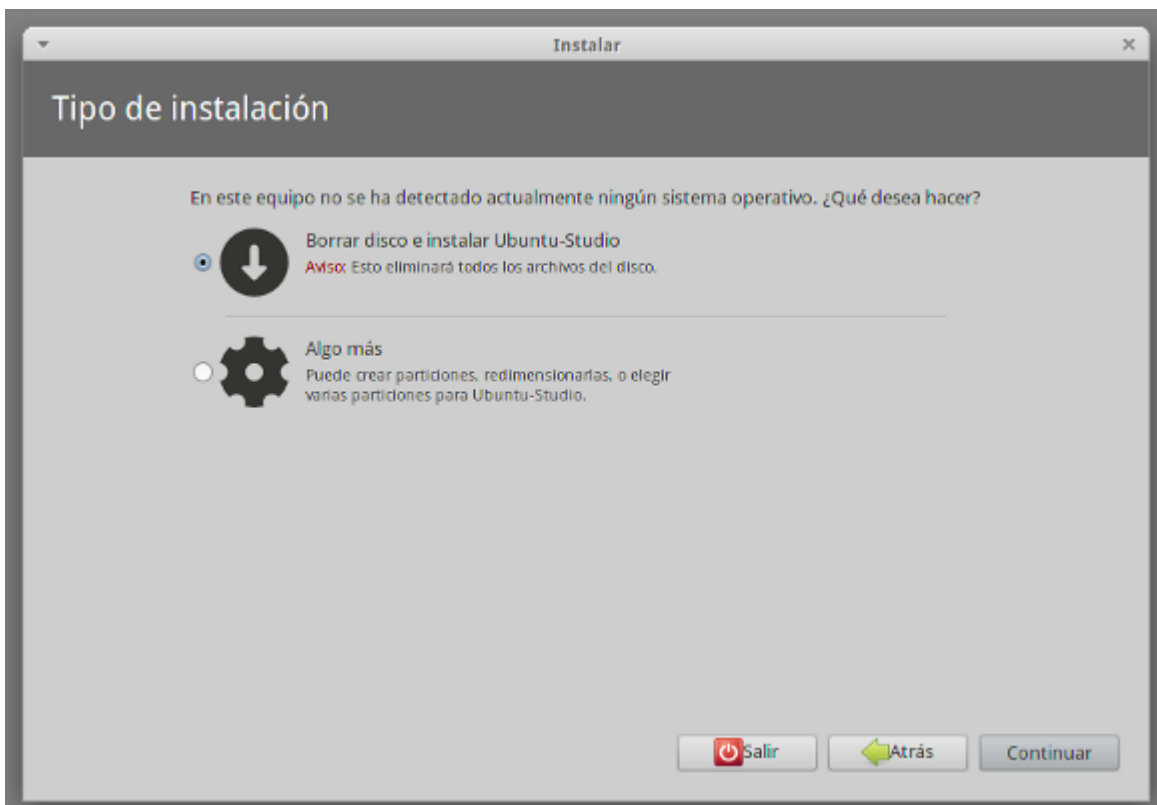 Instalar
Tipo de instalación
En este equipo no se ha detectado actualmente ningún sistema operativo. ¿Qué desea hacer?
Borrar disco e instalar Ubuntu-Studio
Aviso: Esto eliminará todos los archivos del disco.
Algo más
Puede crear particiones, redimensionarlas, o elegir
varias particiones para Ubuntu-Studio.
Salir
Atrás
Continuar